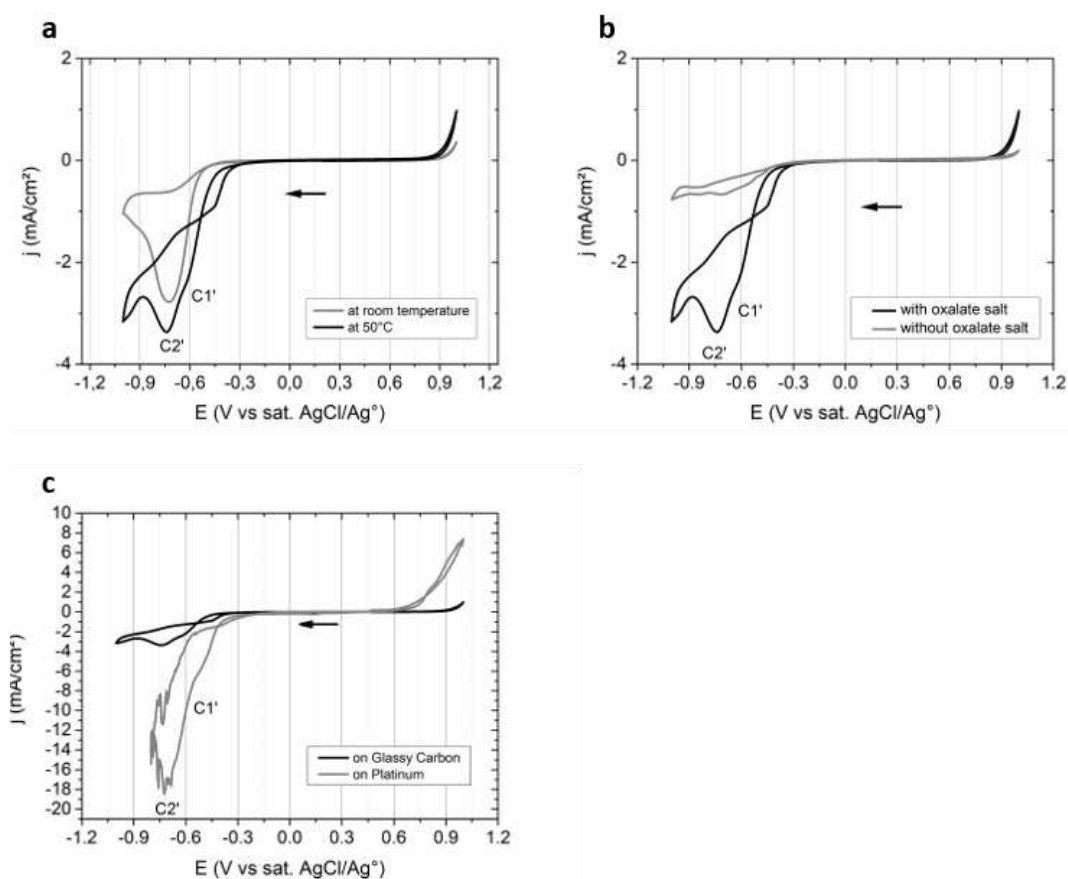 a
2
0
-2
-4
j (mA/cm²)
C1'
C2'
at room temperature
at 50°C
-1,2 -0,9 -0,6 -0,3 0,0 0,3 0,6 0,9 1,2
E (V vs sat. AgCl/Ag°)
b
2
0
-2
-4
j (mA/cm²)
C1'
C2'
with oxalate salt
without oxalate salt
-1.2 -0.9 -0.6 -0.3 0.0 0.3 0.6 0.9 1.2
E (V vs sat. AgCl/Ag°)
c
10
8
6
4
2
0
-2
-4
-6
-8
-10
-12
-14
-16
-18
-20
j (mA/cm²)
C1'
C2'
on Glassy Carbon
on Platinum
-1.2 -0.9 -0.6 -0.3 0.0 0.3 0.6 0.9 1.2
E (V vs sat. AgCl/Ag°)